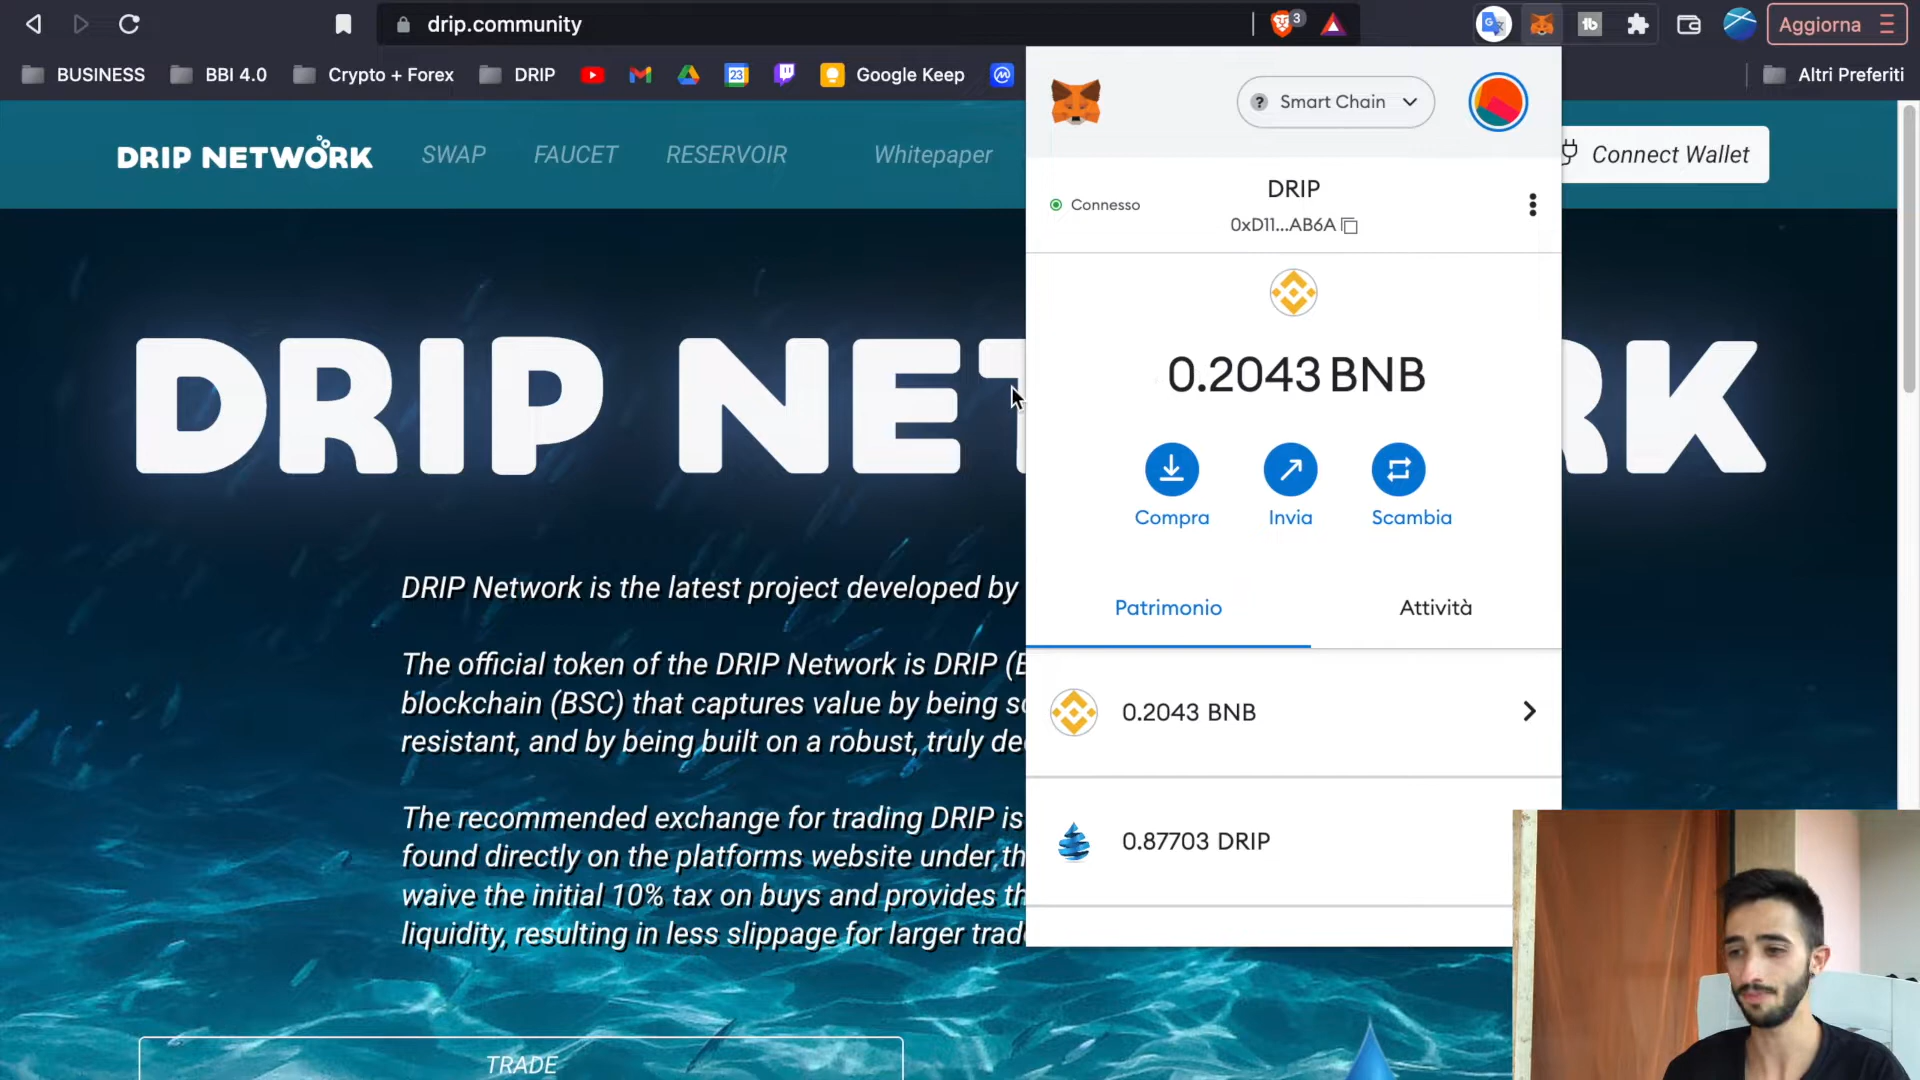 drip.community
3
Aggiorna
BUSINESS
BBI 4.0
Crypto + Forex
DRIP
23
Google Keep
Altri Preferiti
DRIP NETWORK
SWAP
FAUCET
RESERVOIR
Whitepaper
Connect Wallet
? Smart Chain
Connesso
DRIP
0xD11...AB6A
DRIP NET RK
0.2043 BNB
Compra
Invia
Scambia
Patrimonio
Attività
0.2043 BNB
0.87703 DRIP
DRIP Network is the latest project developed by
The official token of the DRIP Network is DRIP (
blockchain (BSC) that captures value by being
resistant, and by being built on a robust, truly
The recommended exchange for trading DRIP is
found directly on the platforms website under
waive the initial 10% tax on buys and provides
liquidity, resulting in less slippage for larger
TRADE